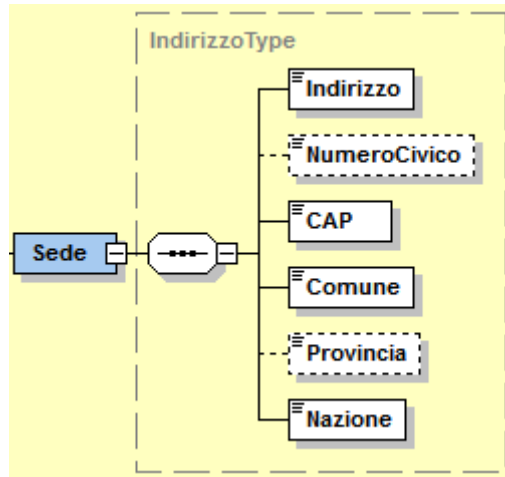 IndirizzoType
Indirizzo
NumeroCivico
CAP
Sede
Comune
Provincia
Nazione